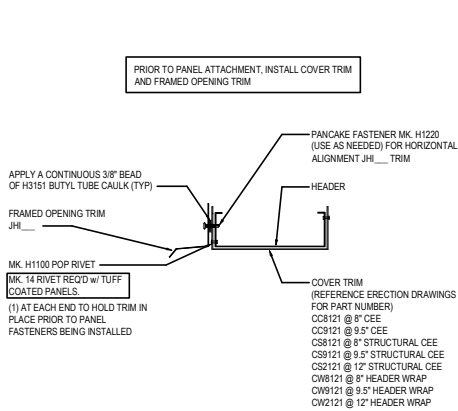 PRIOR TO PANEL ATTACHMENT, INSTALL COVER TRIM
AND FRAMED OPENING TRIM
PANCAKE FASTENER MK. H1220
(USE AS NEEDED) FOR HORIZONTAL
ALIGNMENT JHI___ TRIM
APPLY A CONTINUOUS 3/8" BEAD
OF H3151 BUTYL TUBE CAULK (TYP)
HEADER
FRAMED OPENING TRIM
JHI___
MK. H1100 POP RIVET
MK. 14 RIVET REQ'D w/ TUFF
COATED PANELS.
(1) AT EACH END TO HOLD TRIM IN
PLACE PRIOR TO PANEL
FASTENERS BEING INSTALLED
COVER TRIM
(REFERENCE ERECTION DRAWINGS
FOR PART NUMBER)
CC8121 @ 8" CEE
CC9121 @ 9.5" CEE
CS8121 @ 8" STRUCTURAL CEE
CS9121 @ 9.5" STRUCTURAL CEE
CS2121 @ 12" STRUCTURAL CEE
CW8121 @ 8" HEADER WRAP
CW9121 @ 9.5" HEADER WRAP
CW2121 @ 12" HEADER WRAP